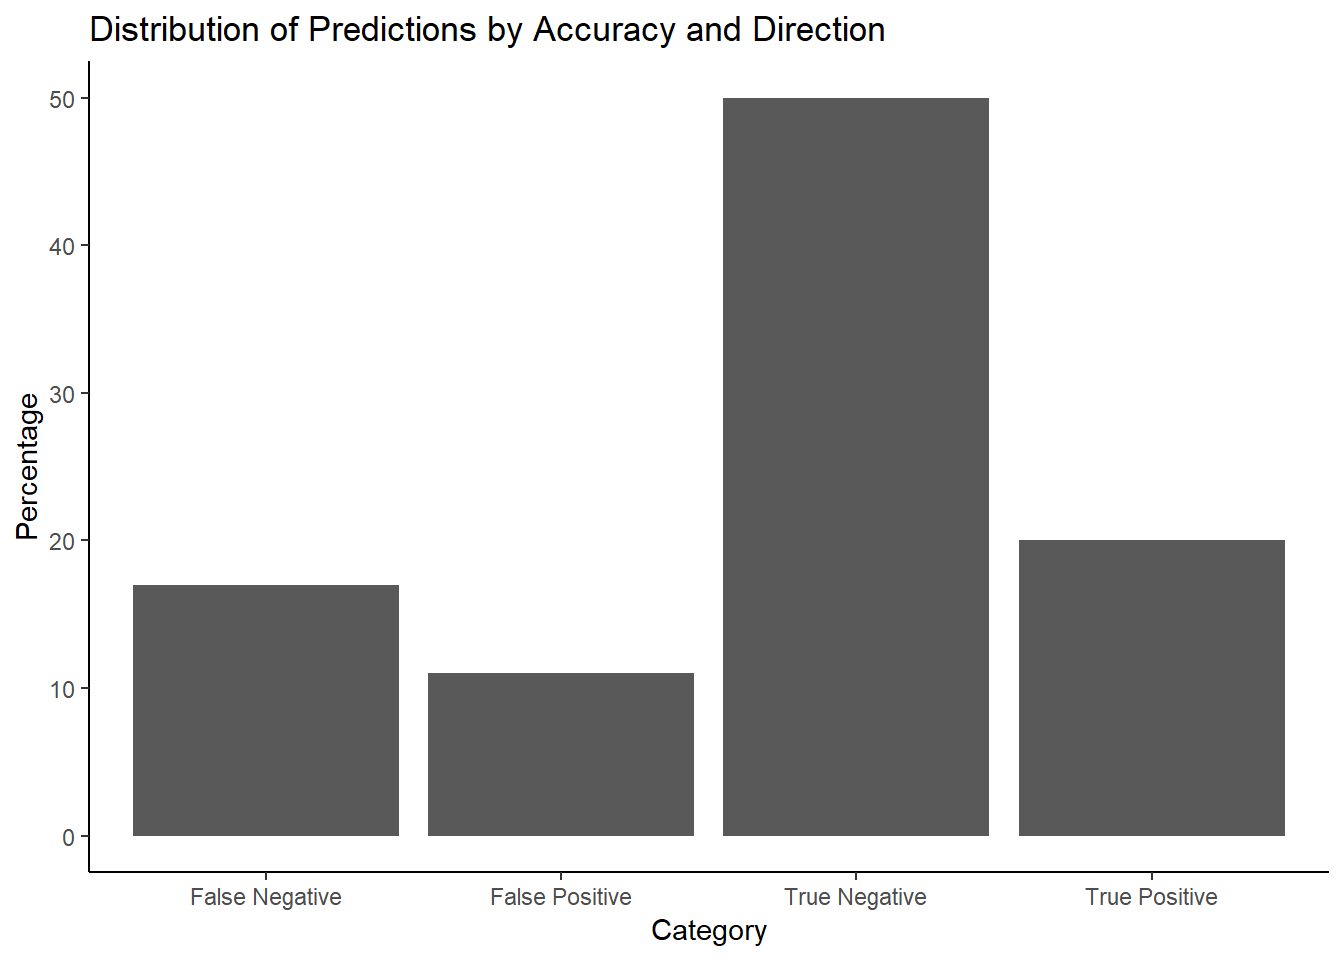 Distribution of Predictions by Accuracy and Direction
50
40
30
20
10
0
Percentage
False Negative
False Positive
True Negative
True Positive
Category